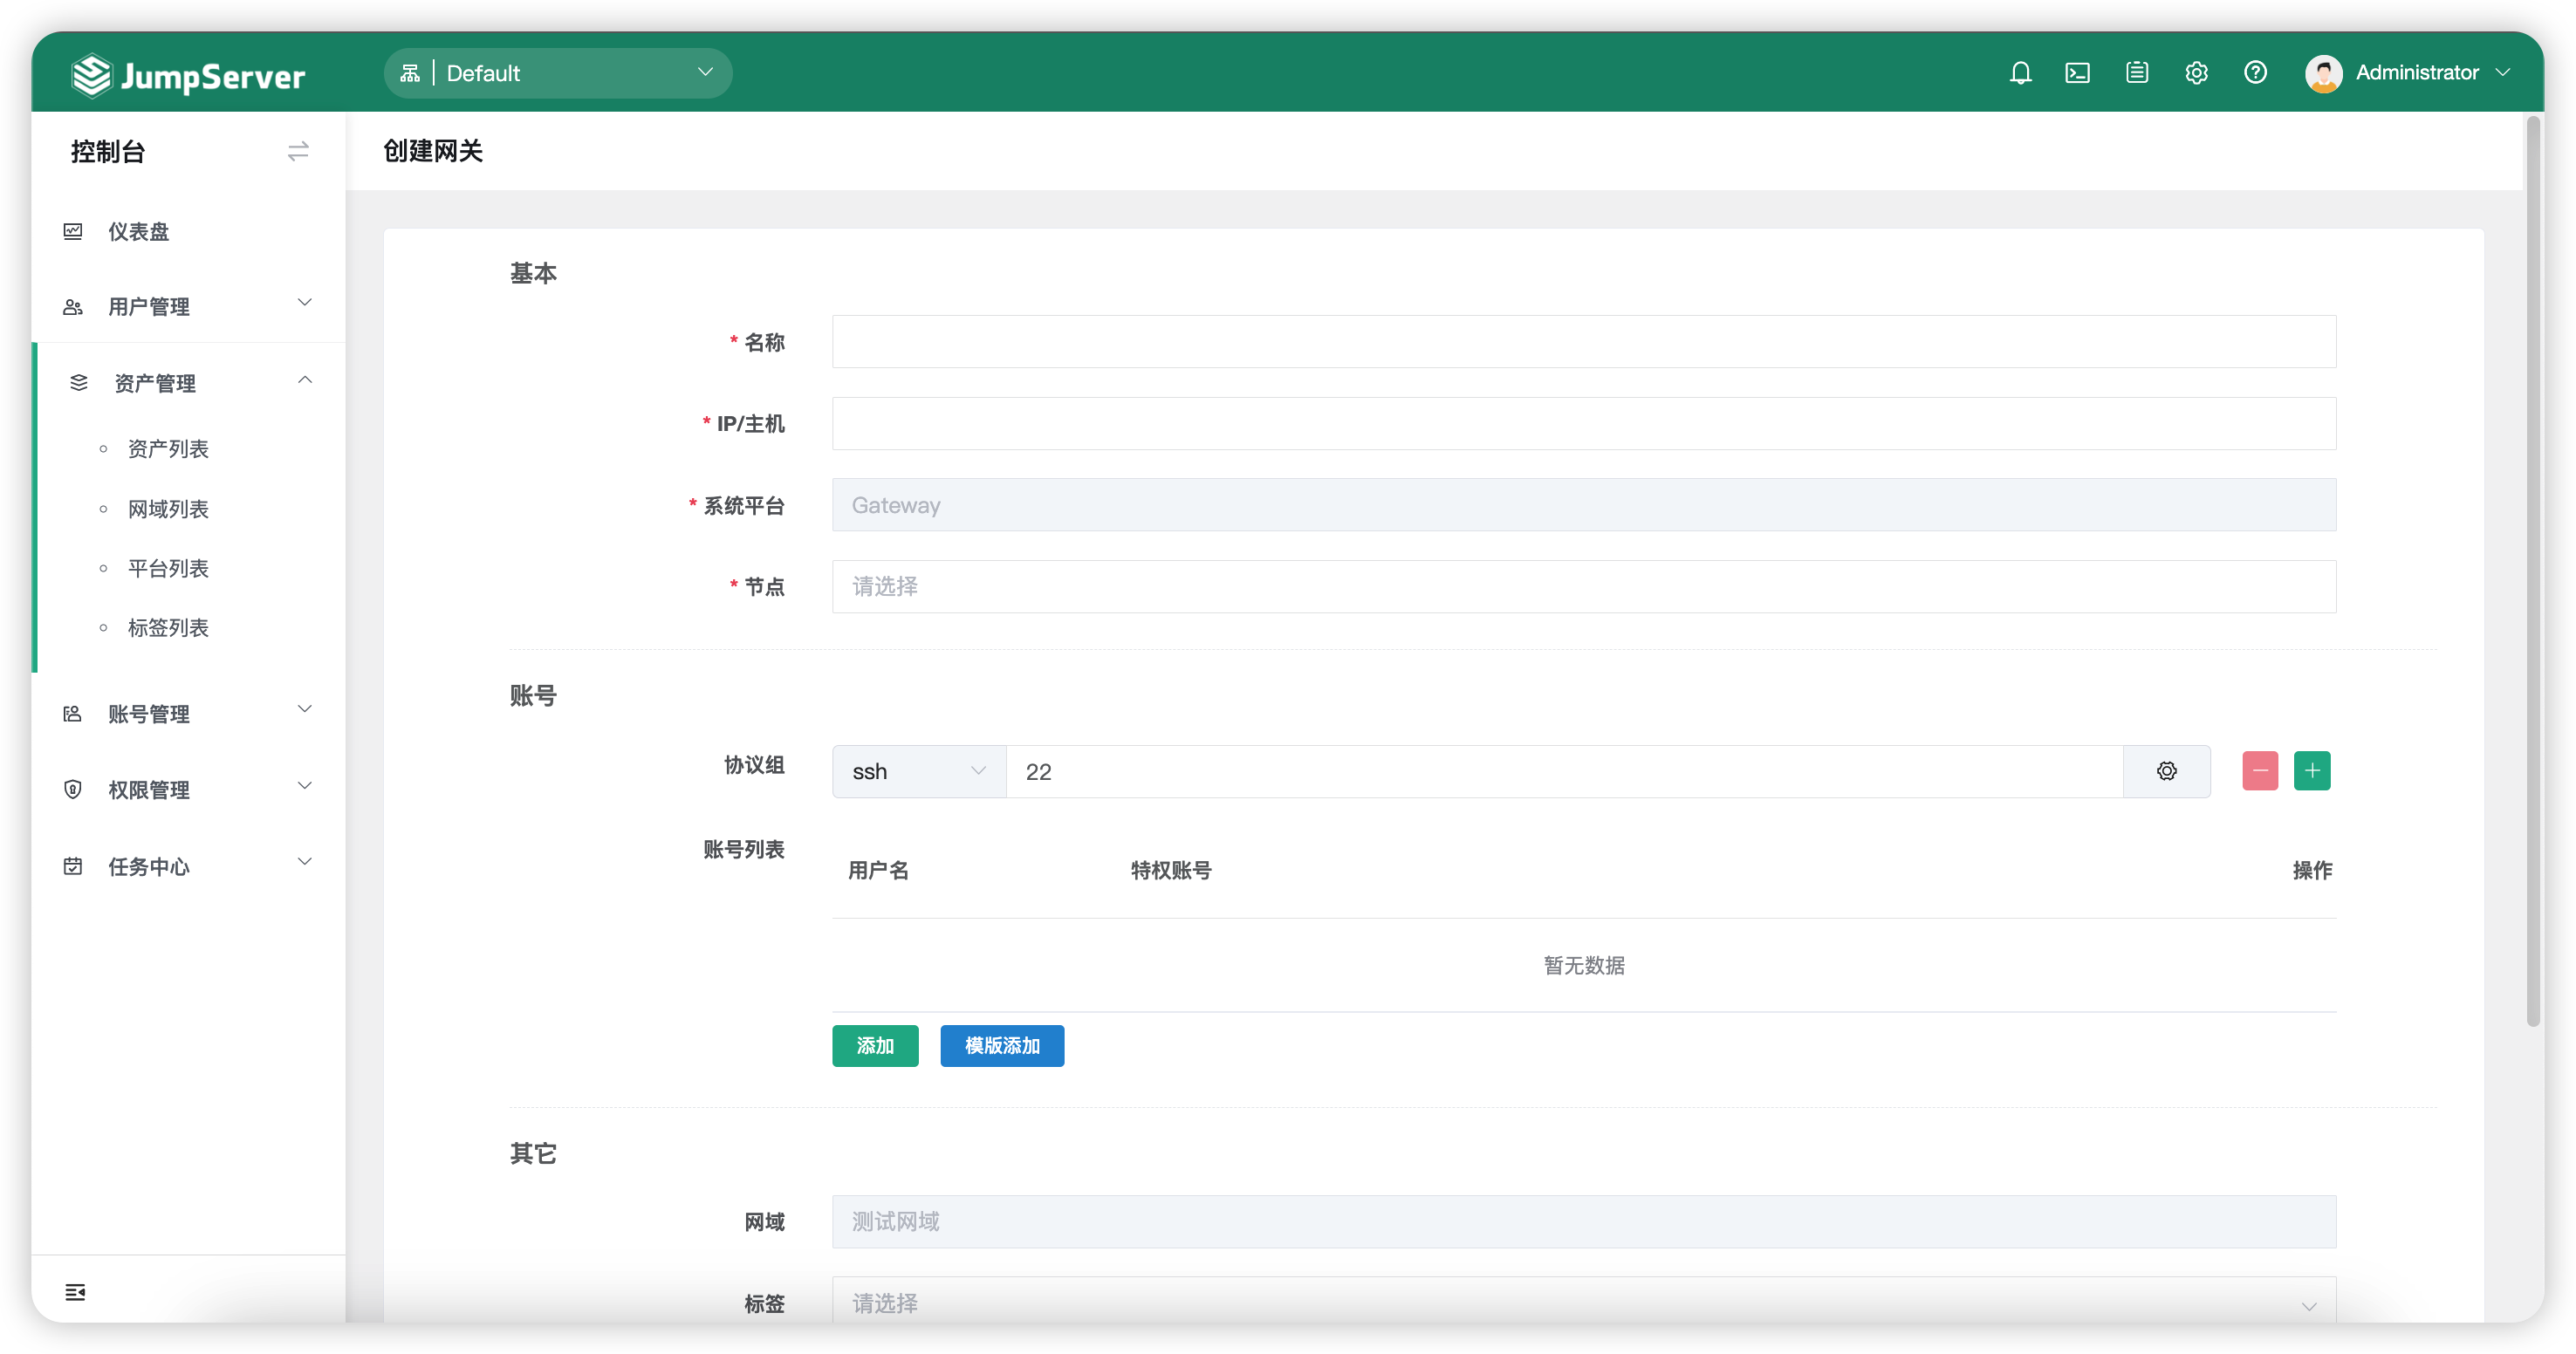 JumpServer
Default
Administrator
控制台
仪表盘
用户管理
资产管理
资产列表
网域列表
平台列表
标签列表
账号管理
权限管理
任务中心
创建网关
基本
* 名称
* IP/主机
* 系统平台
Gateway
* 节点
请选择
账号
协议组
ssh
22
账号列表
用户名 特权账号 操作
暂无数据
添加 模版添加
其它
网域
测试网域
标签
请选择